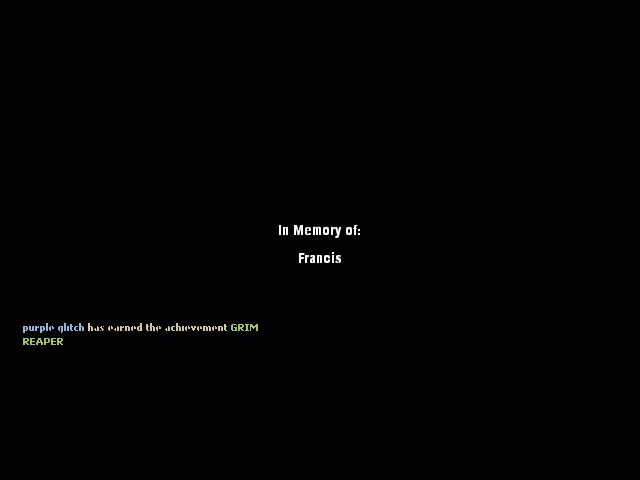 In Memory of:
Francis
purple glitch has earned the achievement GRIM
REAPER